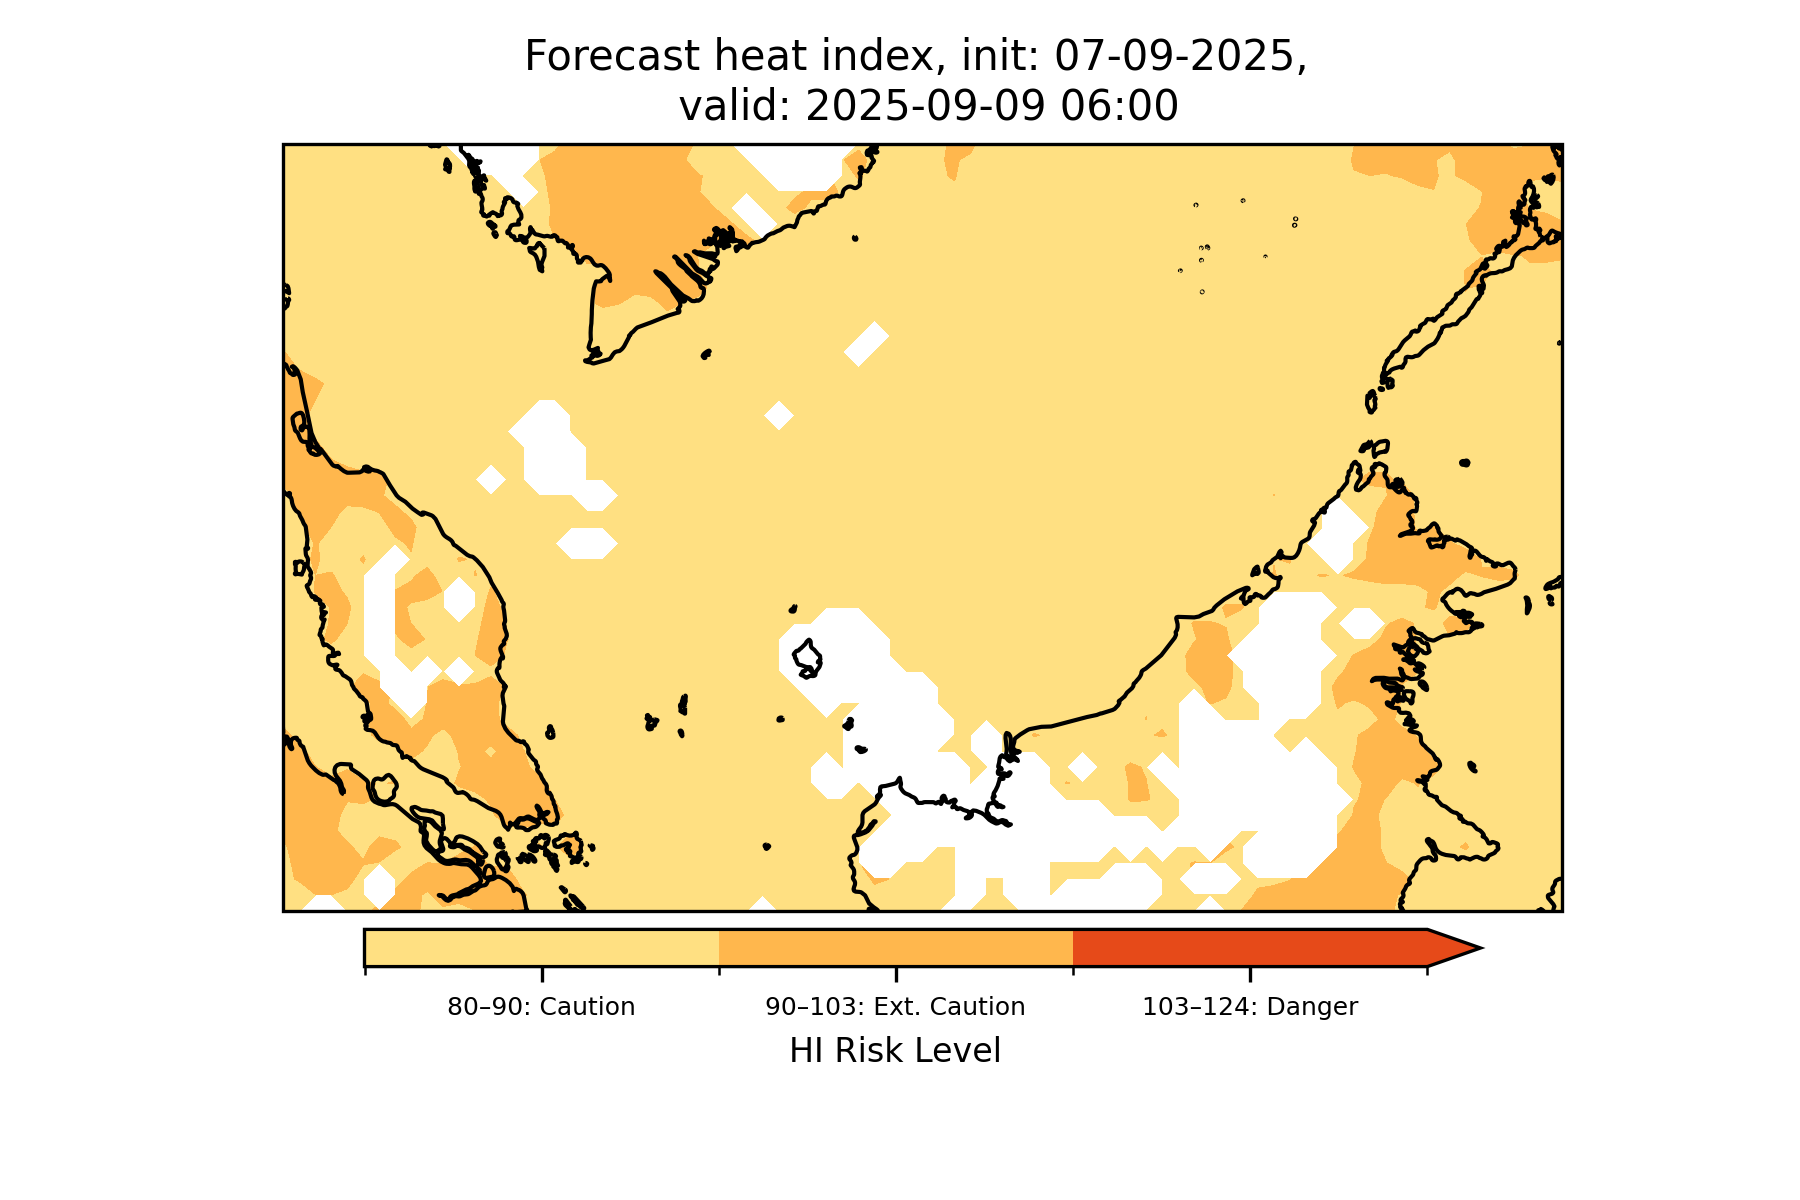 Forecast heat index, init: 07-09-2025,
valid: 2025-09-09 06:00
80–90: Caution
90–103: Ext. Caution
103–124: Danger
HI Risk Level